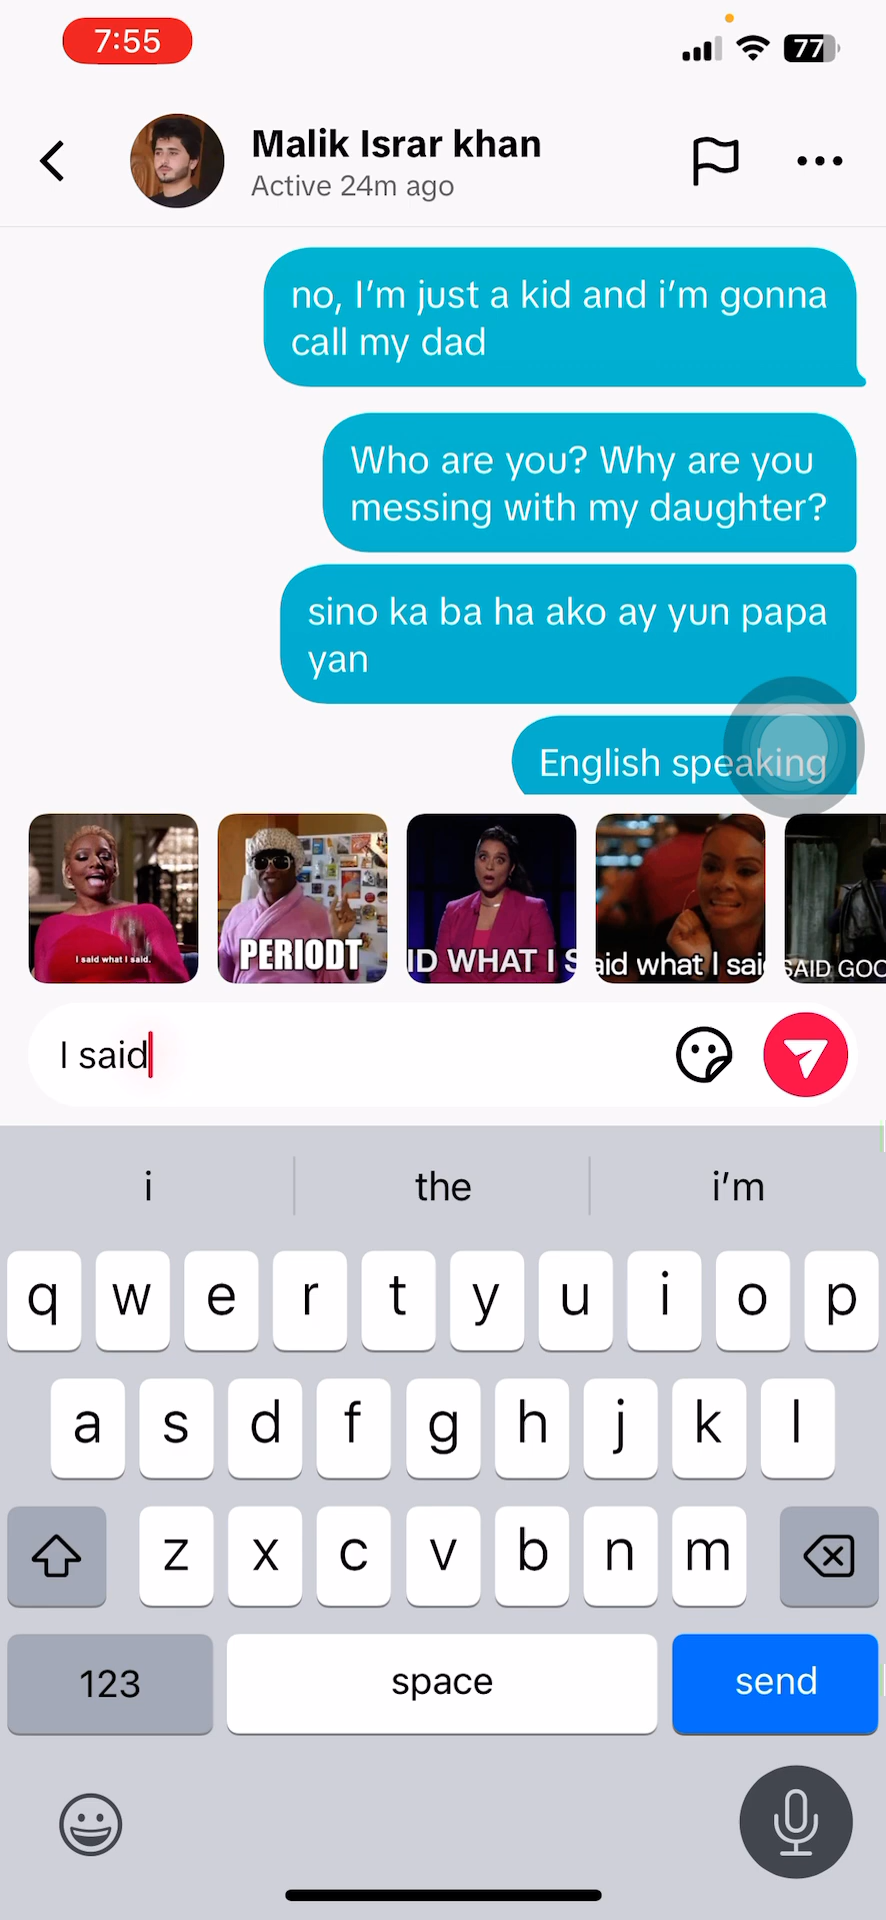 7:55
77
Malik Israr khan
Active 24m ago
no, I'm just a kid and i'm gonna
call my dad
Who are you? Why are you
messing with my daughter?
sino ka ba ha ako ay yun papa
yan
English speaking
I said what I said.
PERIODT
ID WHAT I S
aid what I sai
SAID GOO
I said
i the i'm
q w e r t y u i o p
a s d f g h j k l
z x c v b n m
123 space send